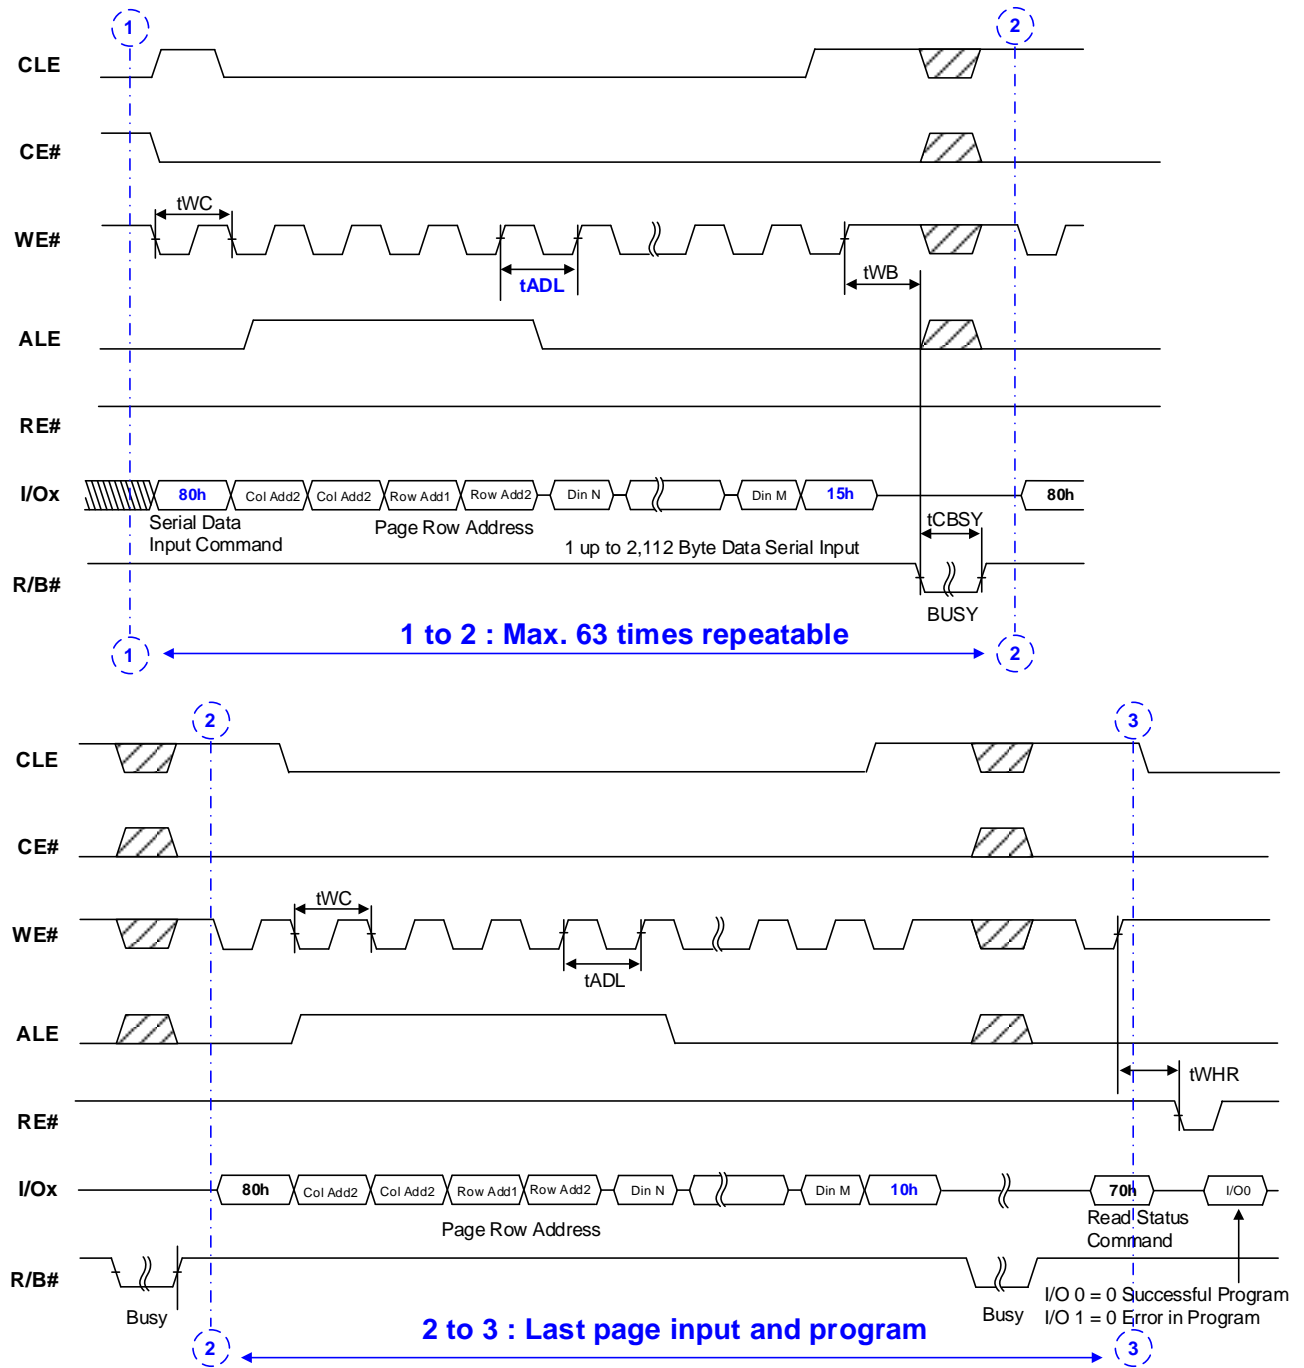 1
2
CLE
CE#
tWC
WE#
tADL
tWB
ALE
RE#
I/Ox
80h
Col Add2
Col Add2
Row Add1
Row Add2
Din N
Din M
15h
80h
Serial Data
Input Command
Page Row Address
1 up to 2,112 Byte Data Serial Input
tCBSY
R/B#
BUSY
1 to 2 : Max. 63 times repeatable
1
2
2
3
CLE
CE#
tWC
WE#
tADL
ALE
tWHR
RE#
I/Ox
80h
Col Add2
Col Add2
Row Add1
Row Add2
Din N
Din M
10h
70h
I/O0
Page Row Address
Read Status
Command
R/B#
Busy
Busy
I/O 0 = 0 Successful Program
I/O 1 = 0 Error in Program
2 to 3 : Last page input and program
2
3